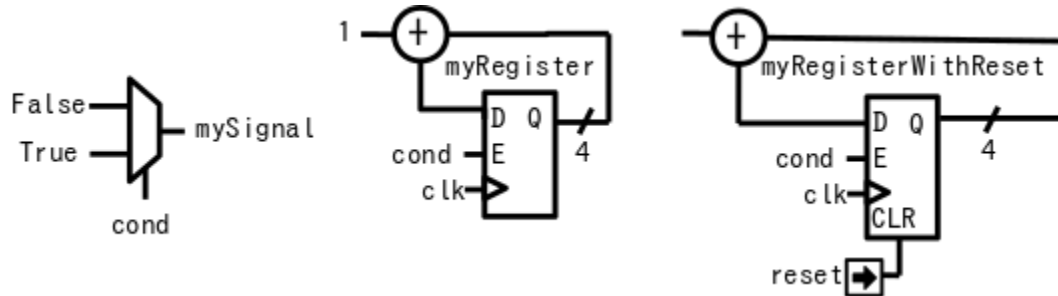 False
True
mySignal
cond
1
+
myRegister
D Q
4
cond
E
clk
+
myRegisterWithReset
D Q
4
cond
E
clk
CLR
reset